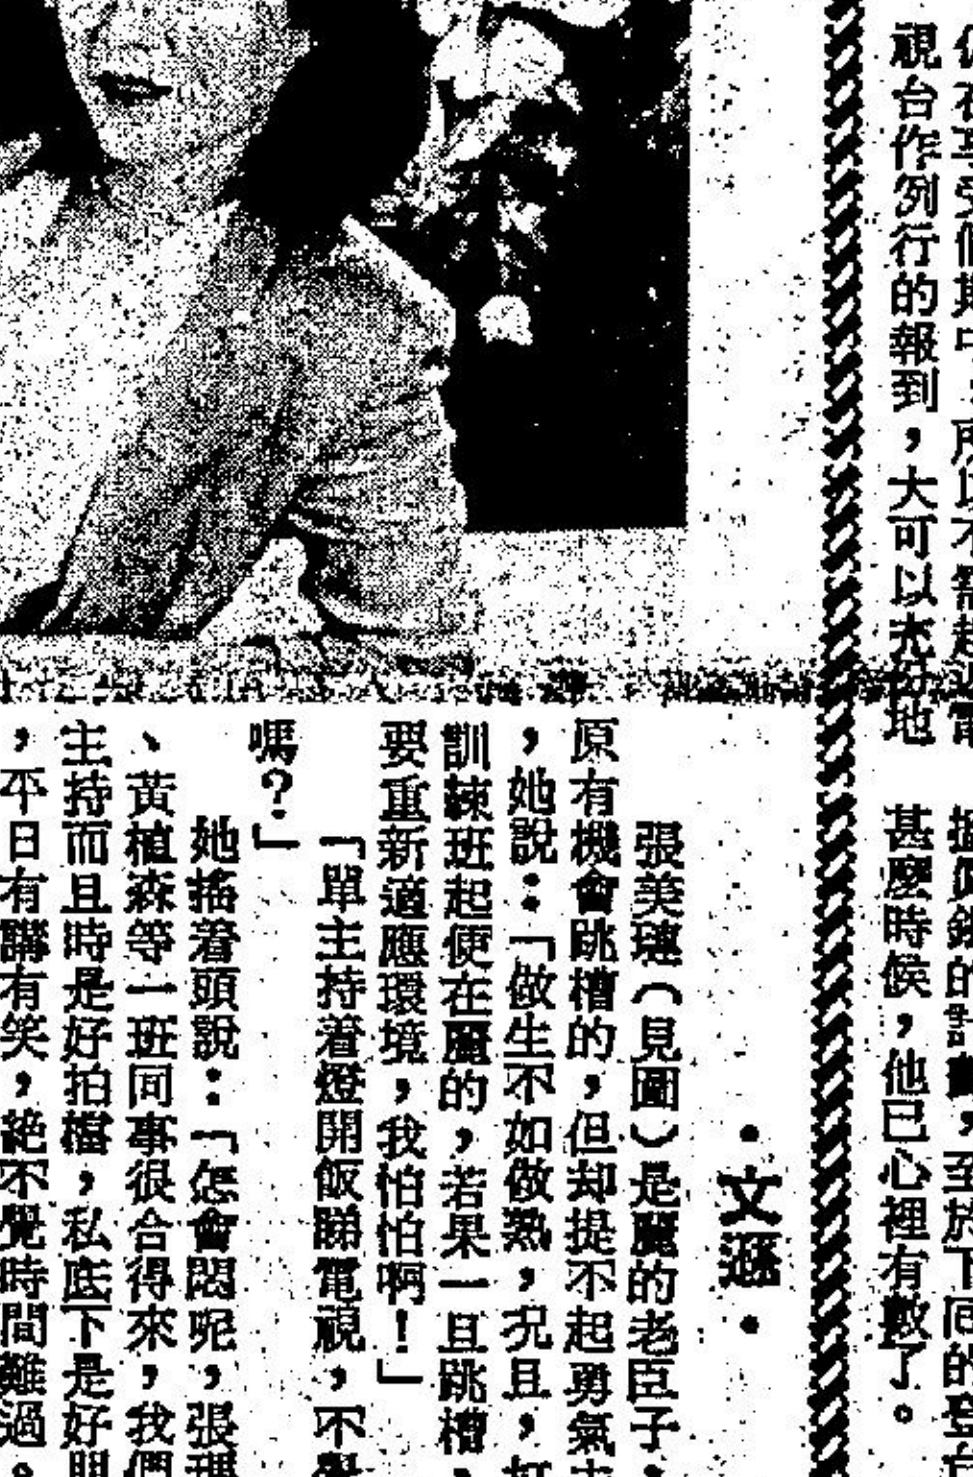 視台作例行的報到，大可以太好地
甚麼時候，他已心裡有數了。
·文遜·
張美璉（見圖）是麗的老臣子，
原有機會跳槽的，但却提不起勇氣
，她說：「做生不如做熟，況且，
訓練班起便在麗的，若果一旦跳槽，
要重新適應環境，我怕怕啊！」
「單主持着燈開飯睇電視，不覺
嗎？」
她搖着頭說：「怎會悶呢，張
、黃植森等一班同事很合得來，我們
主持而且時是好拍檔，私底下是好
，不日有講有笑，絕不覺時間難過。